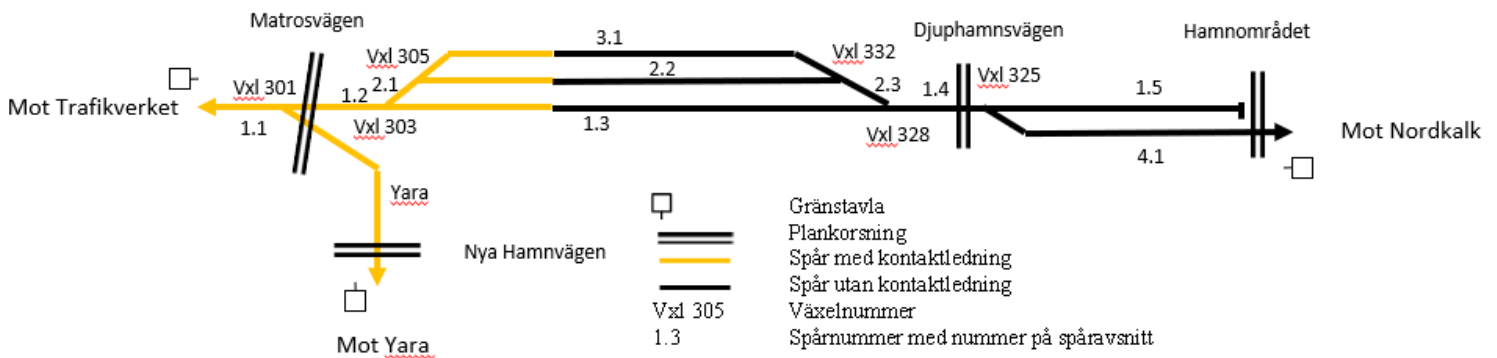 Matrosvägen
Djuphamnsvägen
Hamnområdet
Vxl 305
3.1
Vxl 332
Vxl 301
2.1
2.2
2.3
1.4
Vxl 325
1.5
Mot Trafikverket
1.2
1.1
Vxl 303
1.3
Vxl 328
4.1
Mot Nordkalk
Yara
Nya Hamnvägen
Mot Yara
Gränstavla
Plankorsning
Spår med kontaktledning
Spår utan kontaktledning
Vxl 305 Växelnummer
1.3 Spårnummer med nummer på spåravsnitt